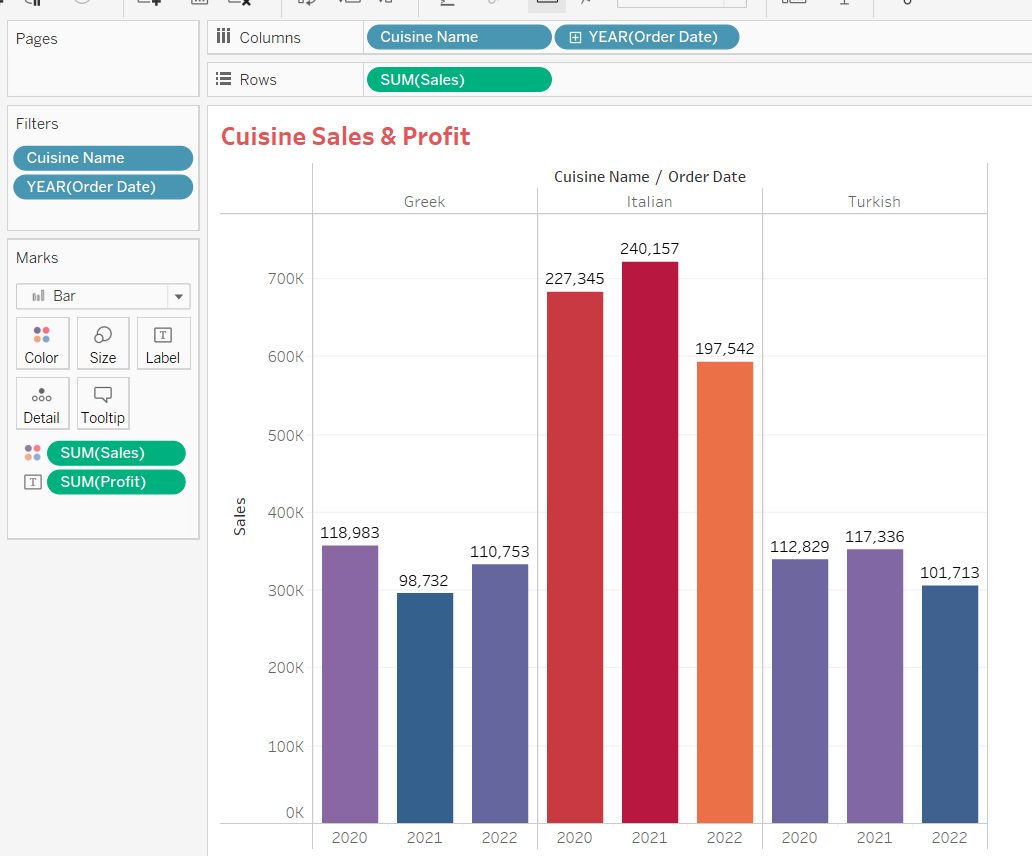 Pages
Columns
Cuisine Name
YEAR(Order Date)
Rows
SUM(Sales)
Filters
Cuisine Name
YEAR(Order Date)
Marks
Bar
Color
Size
Label
Detail
Tooltip
SUM(Sales)
SUM(Profit)
Cuisine Sales & Profit
Cuisine Name / Order Date
Greek Italian Turkish
Sales
700K
600K
500K
400K
300K
200K
100K
0K
118,983
98,732
110,753
227,345
240,157
197,542
112,829
117,336
101,713
2020 2021 2022 2020 2021 2022 2020 2021 2022